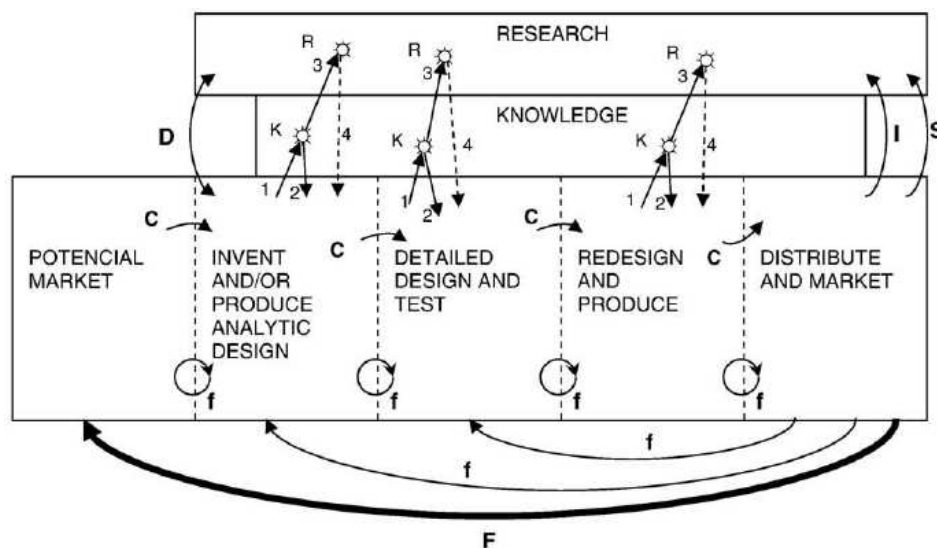 RESEARCH
R
R
R
3
3
3
KNOWLEDGE
K
K
K
4
4
4
D
I
S
1
2
1
2
1
2
C
C
C
C
POTENCIAL
MARKET
INVENT
AND/OR
PRODUCE
ANALYTIC
DESIGN
DETAILED
DESIGN AND
TEST
REDESIGN
AND
PRODUCE
DISTRIBUTE
AND MARKET
f
f
f
f
f
f
F